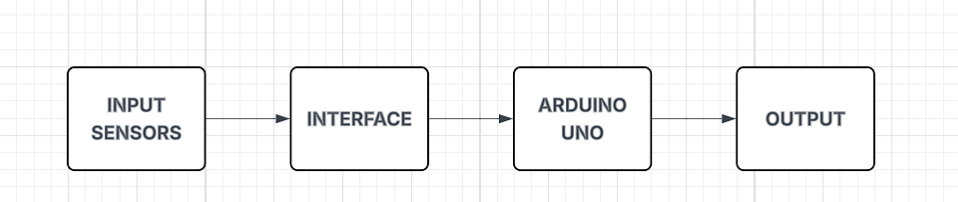 INPUT
SENSORS
INTERFACE
ARDUINO
UNO
OUTPUT